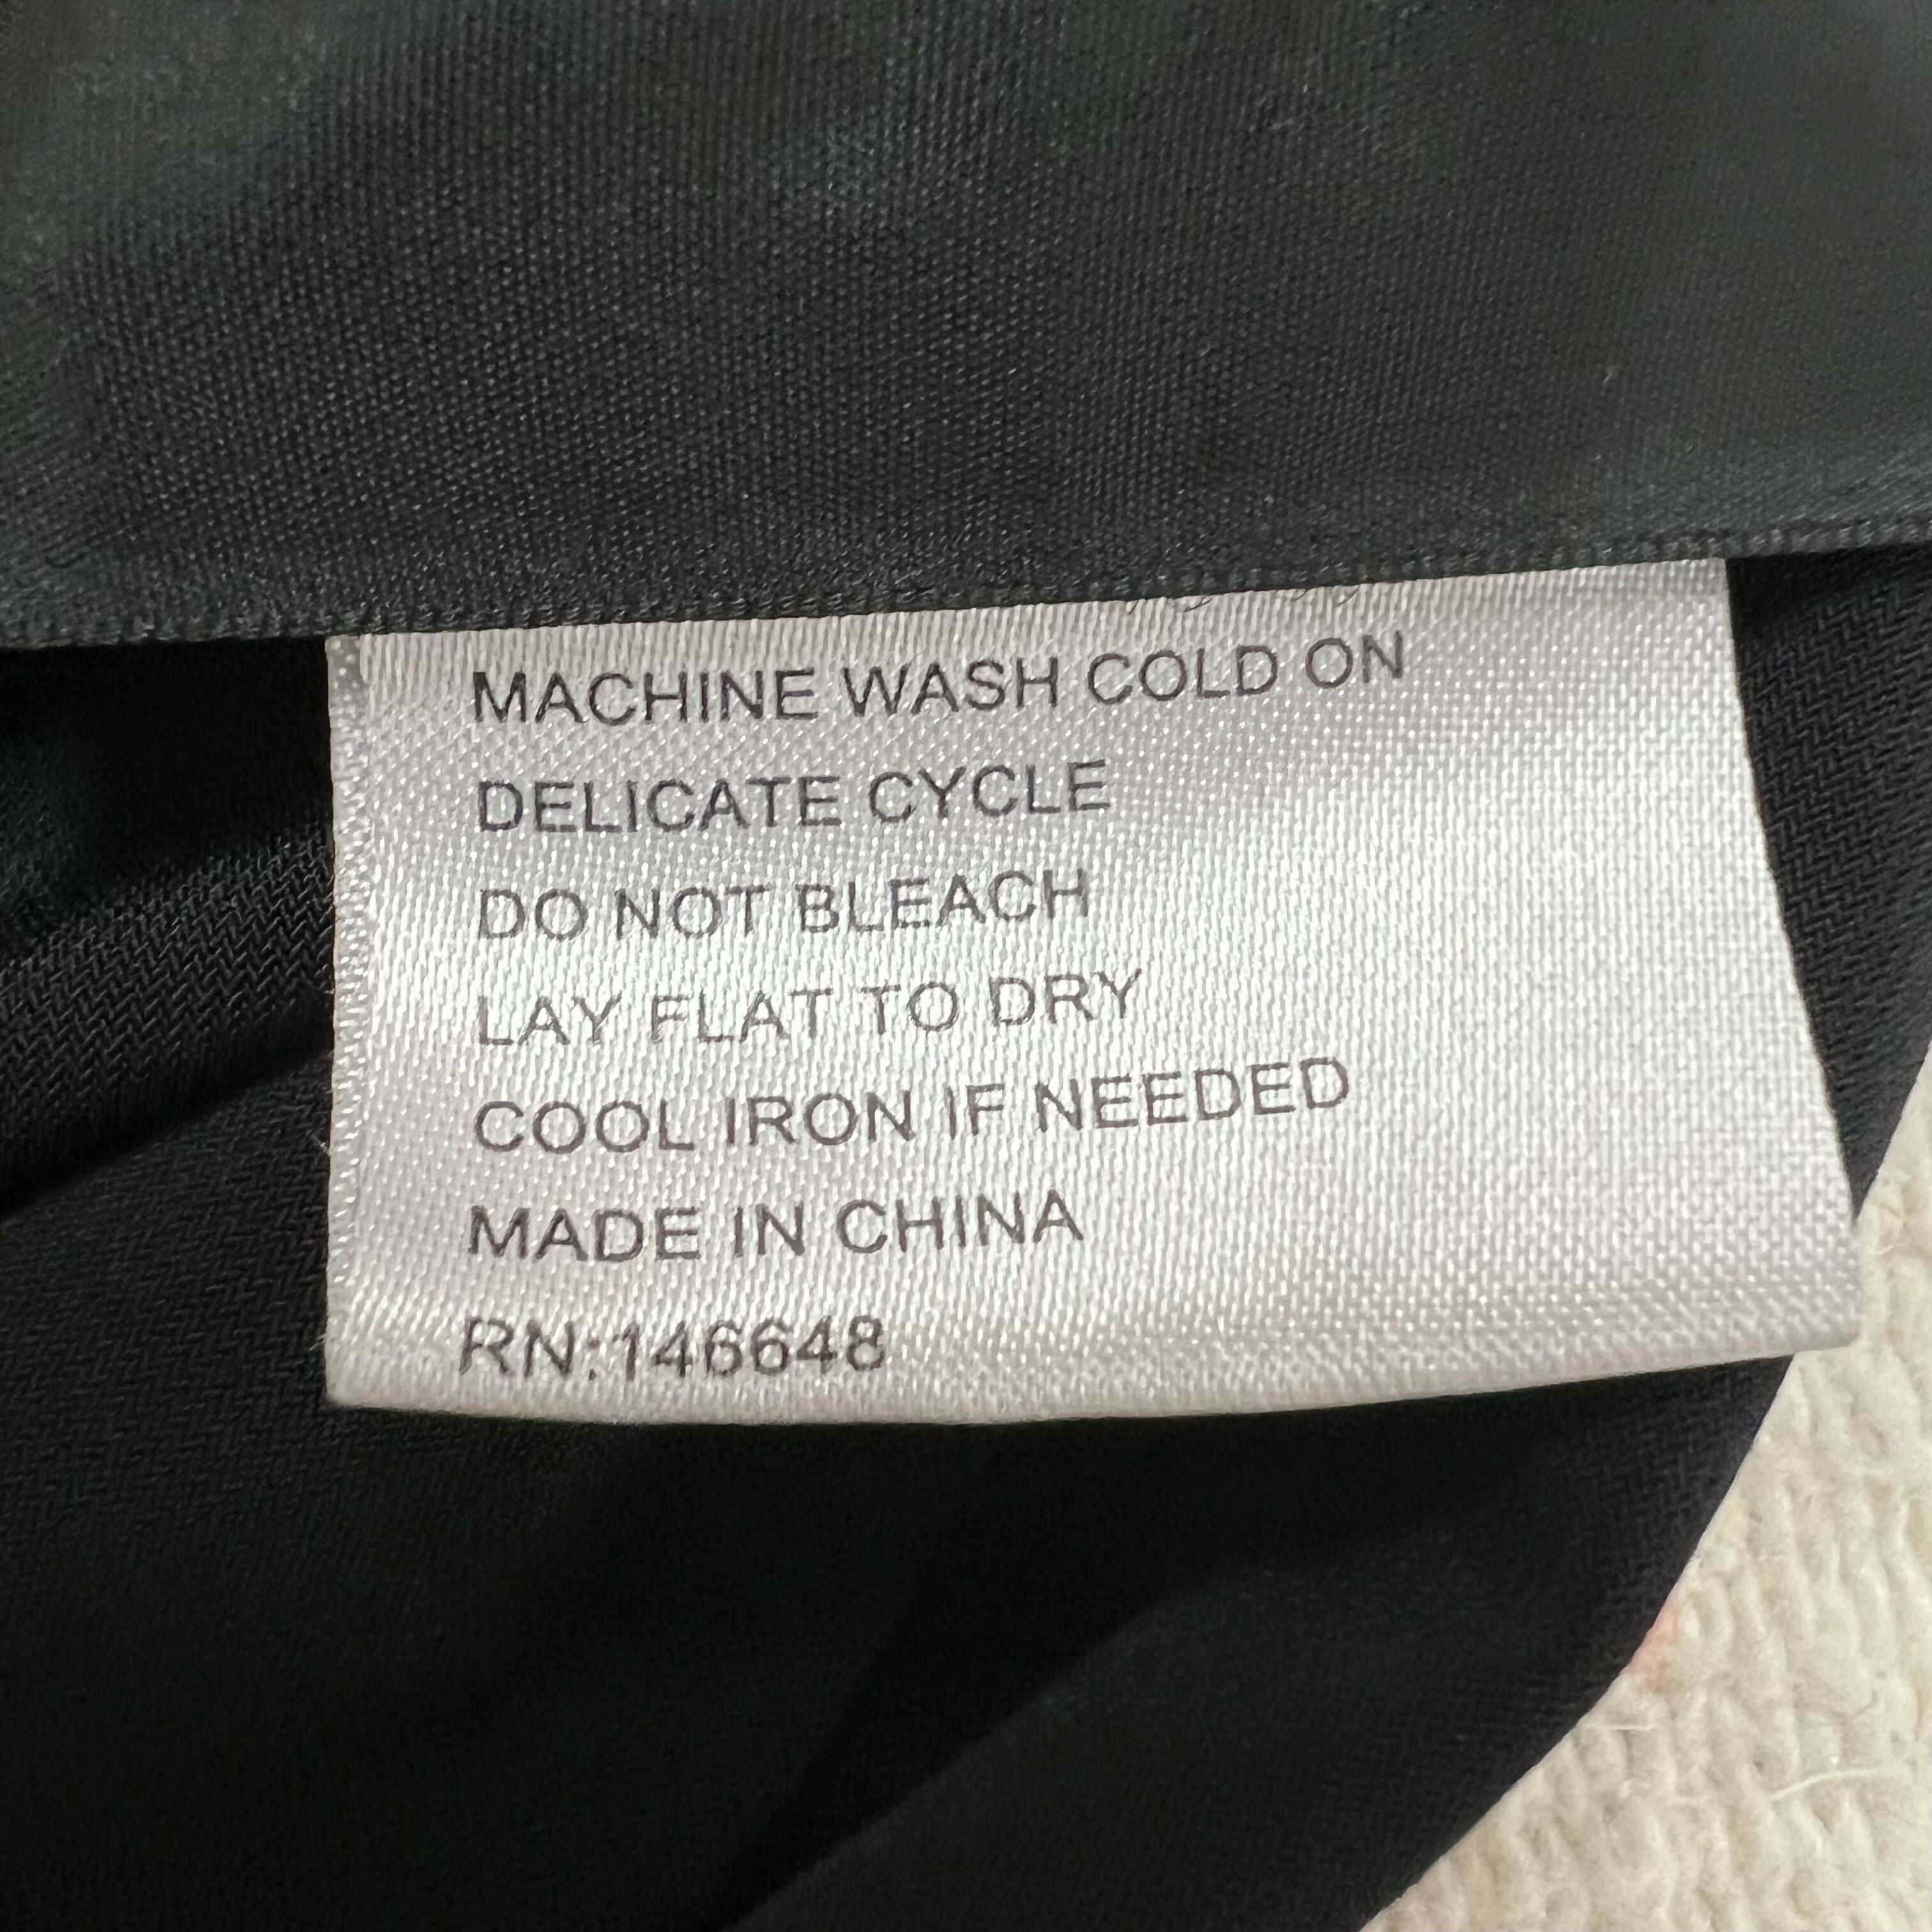 MACHINE WASH COLD ON
DELICATE CYCLE
DO NOT BLEACH
LAY FLAT TO DRY
COOL IRON IF NEEDED
MADE IN CHINA
RN:146648